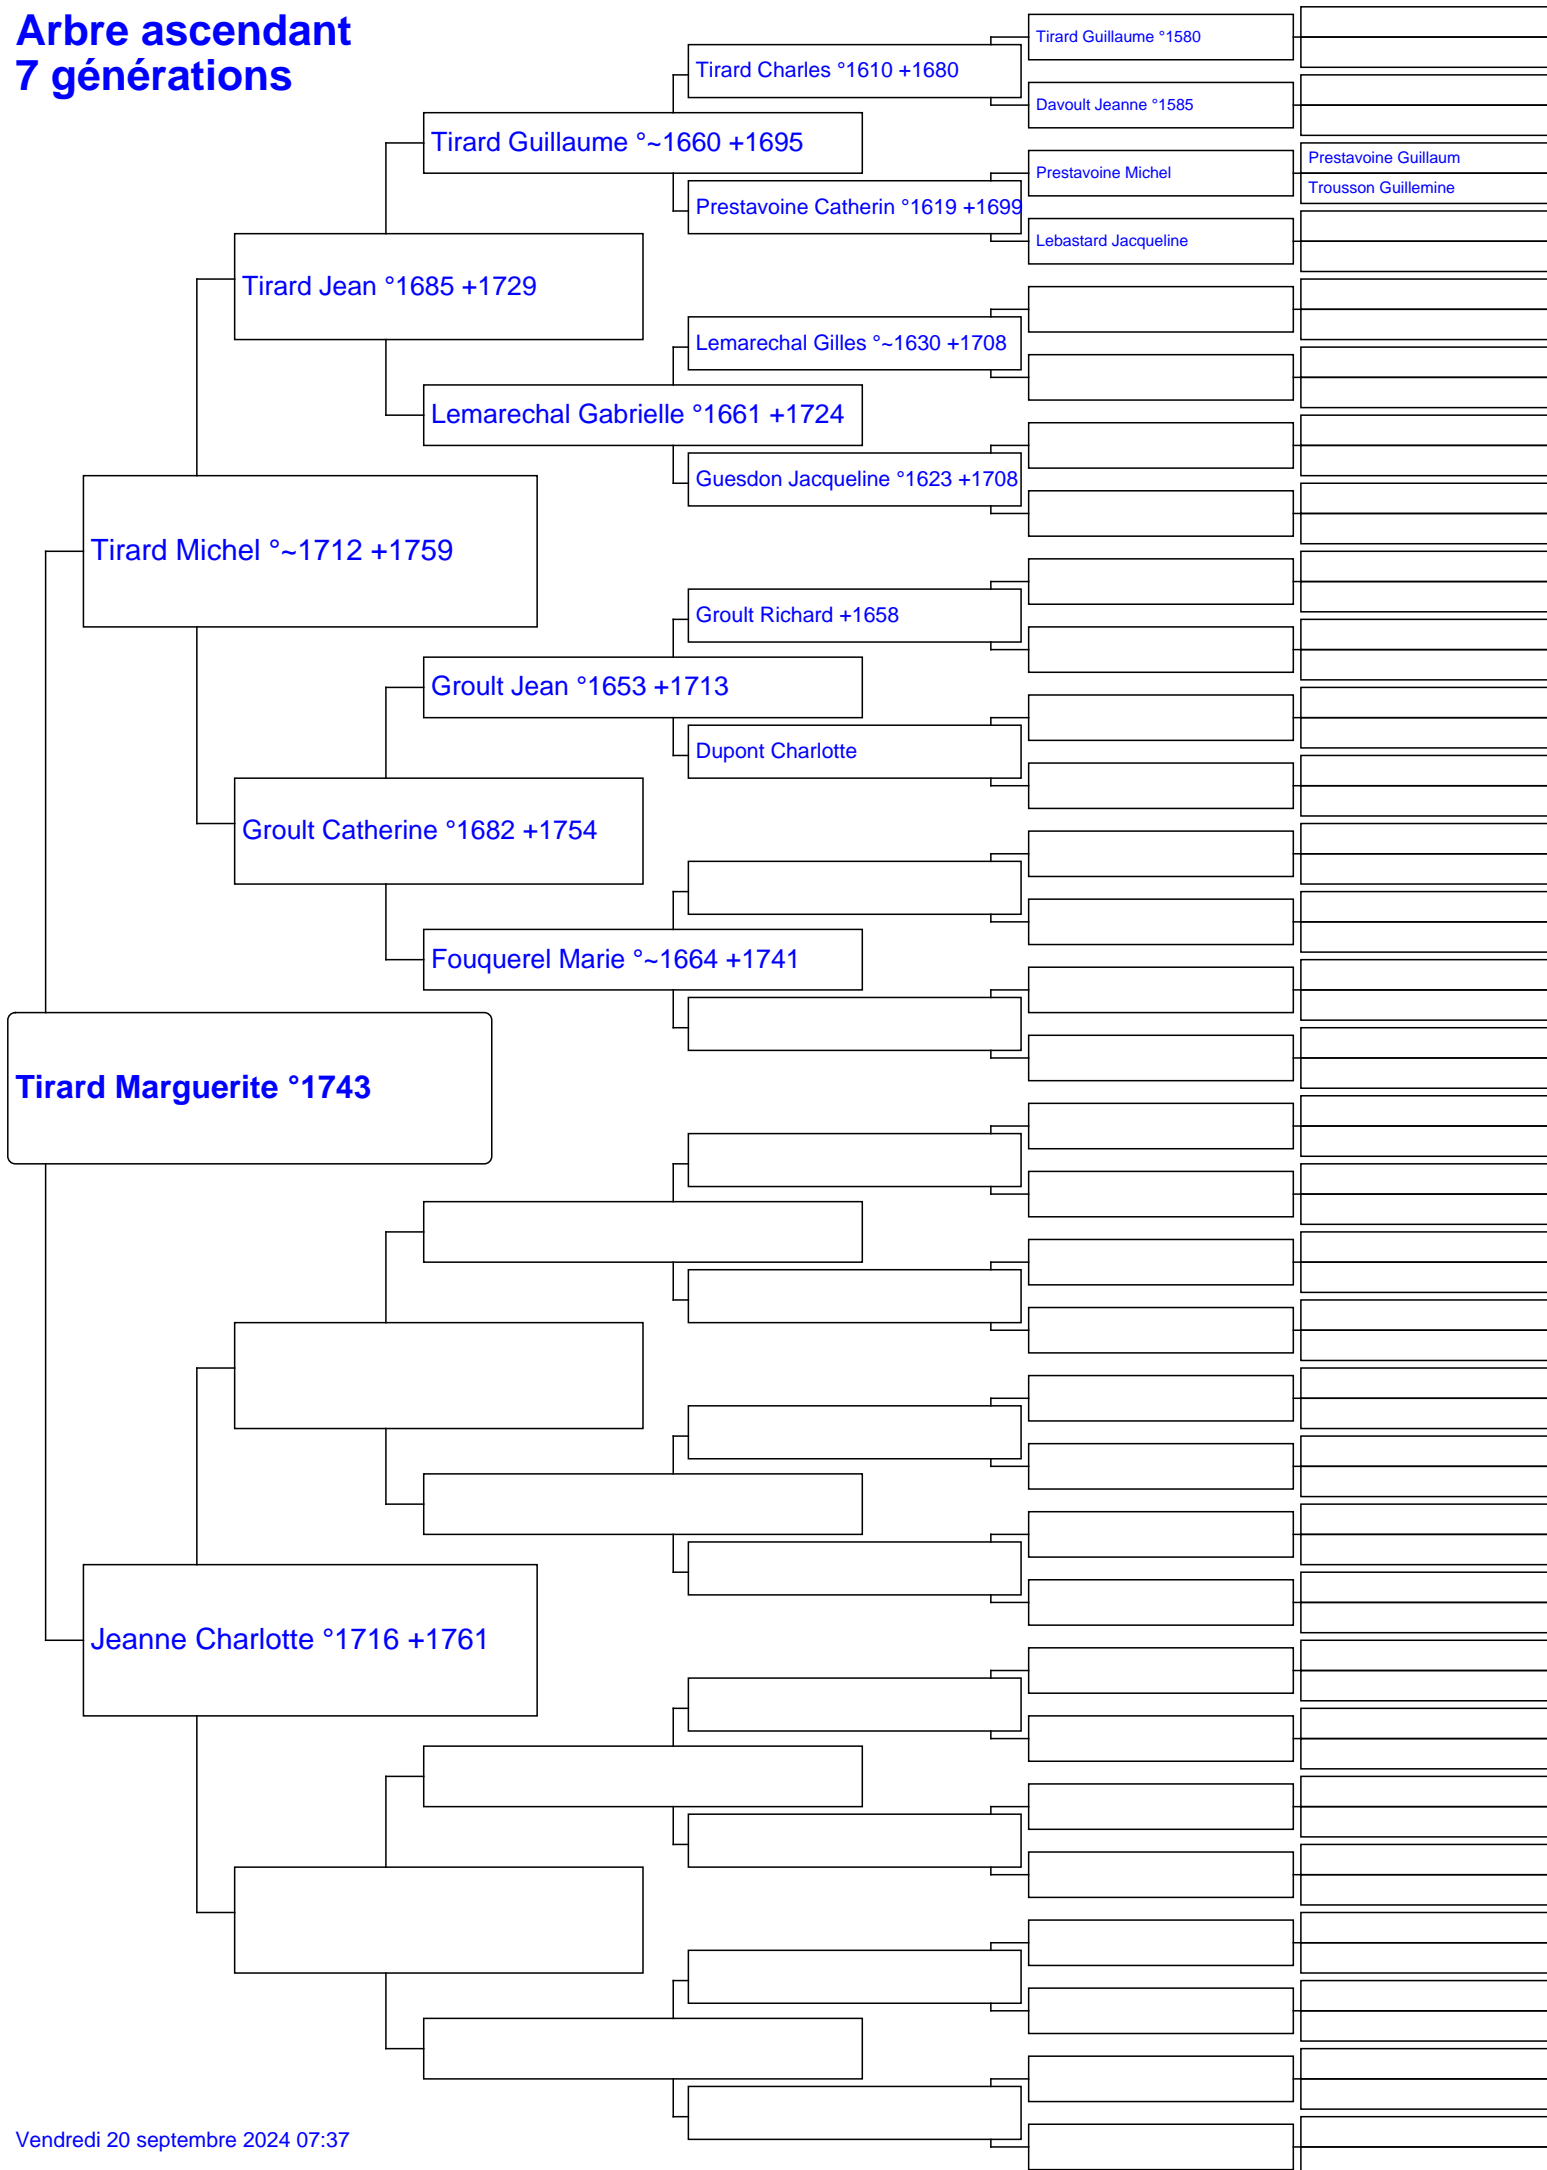 Arbre ascendant
7 générations
Tirard Guillaume °1580
Tirard Charles °1610 +1680
Davoult Jeanne °1585
Tirard Guillaume °~1660 +1695
Prestavoine Guillaum
Prestavoine Michel
Trousson Guillemine
Prestavoine Catherin °1619 +1699
Lebastard Jacqueline
Tirard Jean °1685 +1729
Lemarechal Gilles °~1630 +1708
Lemarechal Gabrielle °1661 +1724
Guesdon Jacqueline °1623 +1708
Tirard Michel °~1712 +1759
Groult Richard +1658
Groult Jean °1653 +1713
Dupont Charlotte
Groult Catherine °1682 +1754
Fouquerel Marie °~1664 +1741
Tirard Marguerite °1743
Jeanne Charlotte °1716 +1761
Vendredi 20 septembre 2024 07:37